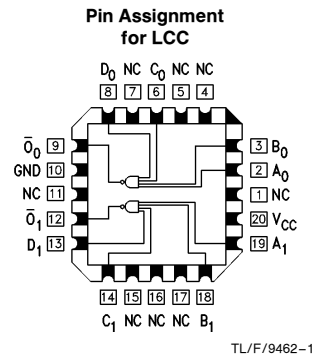 Pin Assignment
for LCC
D0 NC C0 NC NC
8 7 6 5 4
Ō0 9
GND 10
NC 11
Ō1 12
D1 13
3 B0
2 A0
1 NC
20 VCC
19 A1
14 15 16 17 18
C1 NC NC NC B1
TL/F/9462-1